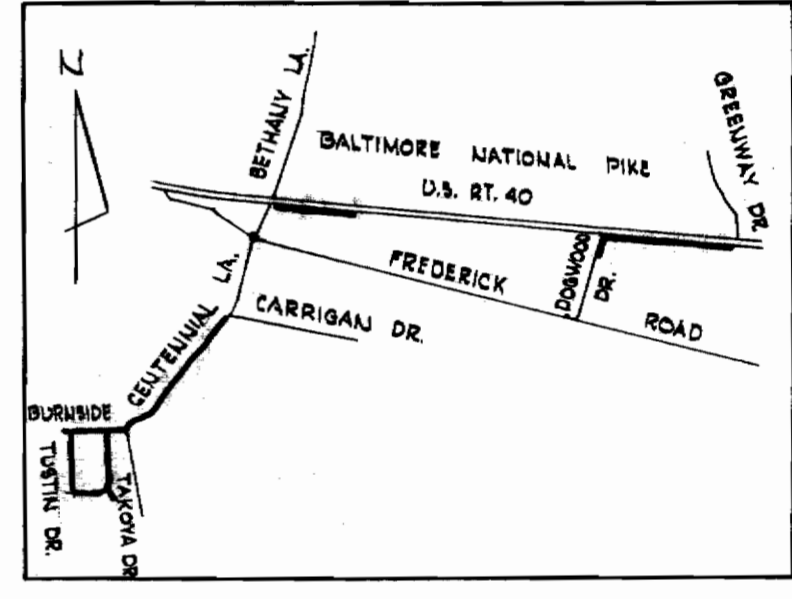 N
BETHANY LA.
GREENWAY DR
BALTIMORE NATIONAL PIKE
U.S. RT. 40
FREDERICK ROAD
DOGWOOD DR.
CENTENNIAL LA.
CARRIGAN DR.
BURNSIDE
TUSTIN DR.
TAKOYA DR